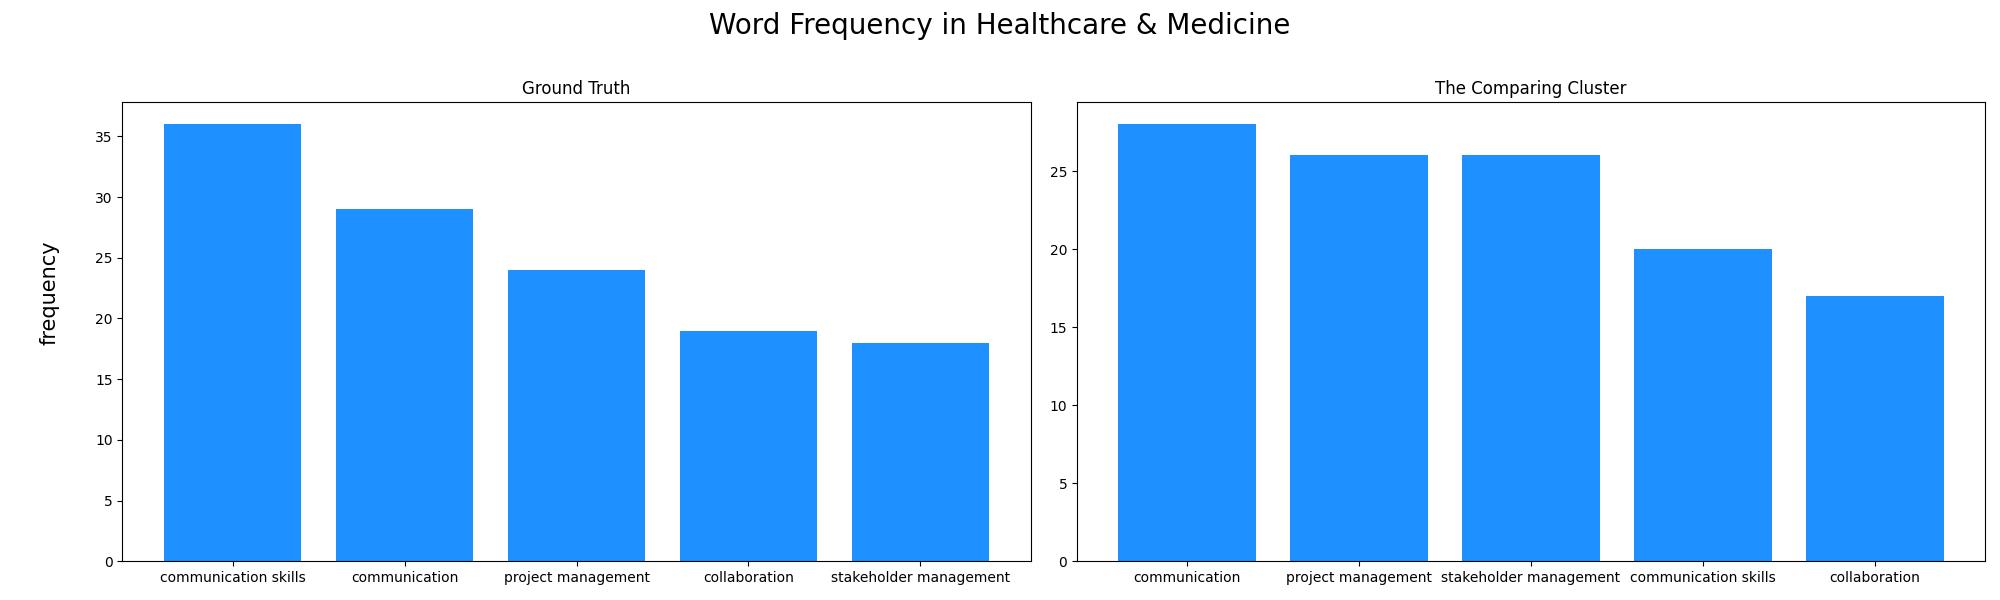 Word Frequency in Healthcare & Medicine
Ground Truth
frequency
35
30
25
20
15
10
5
0
communication skills communication project management collaboration stakeholder management
The Comparing Cluster
25
20
15
10
5
0
communication project management stakeholder management communication skills collaboration